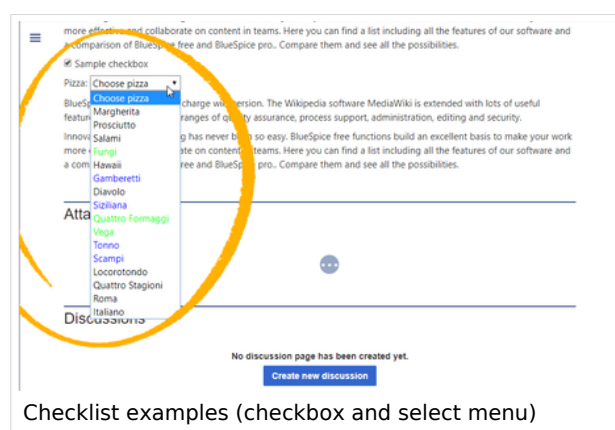 more effective and collaborate on content in teams. Here you can find a list including all the features of our software and
a comparison of BlueSpice free and BlueSpice pro.. Compare them and see all the possibilities.
Sample checkbox
Pizza: Choose pizza
Choose pizza
Margherita
Prosciutto
Salami
Fungi
Hawaii
Gamberetti
Diavolo
Siziliana
Quattro Formaggi
Vega
Tonno
Scampi
Locorotondo
Quattro Stagioni
Roma
Italiano
BlueSp charge wiki version. The Wikipedia software MediaWiki is extended with lots of useful
featur ranges of quality assurance, process support, administration, editing and security.
Innova g has never been so easy. BlueSpice free functions build an excellent basis to make your work
more e ate on content teams. Here you can find a list including all the features of our software and
a com ree and BlueSpice pro.. Compare them and see all the possibilities.
Atta
Discussions
No discussion page has been created yet.
Create new discussion
Checklist examples (checkbox and select menu)